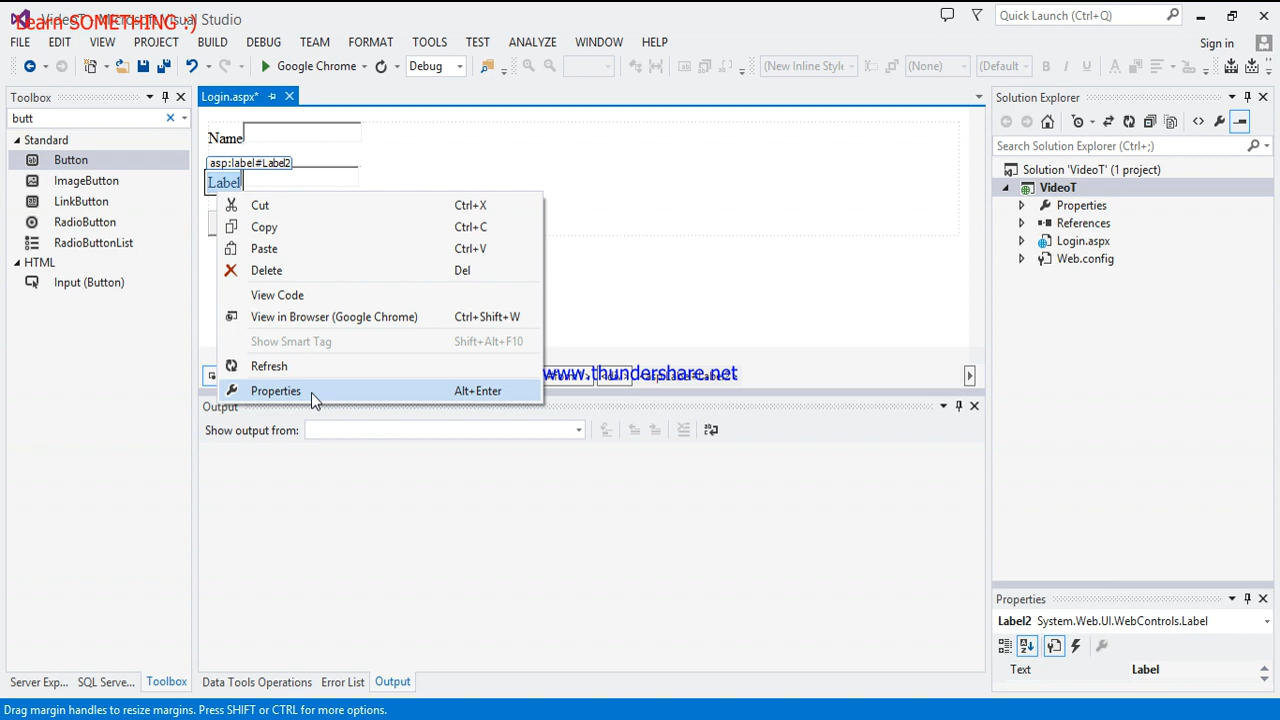 Learn SOMETHING :)
VideoT - Microsoft Visual Studio
Quick Launch (Ctrl+Q)
FILE EDIT VIEW PROJECT BUILD DEBUG TEAM FORMAT TOOLS TEST ANALYZE WINDOW HELP
Sign in
Google Chrome
Debug
(New Inline Style
(None)
(Default
Toolbox
Login.aspx*
Solution Explorer
butt
Standard
Button
ImageButton
LinkButton
RadioButton
RadioButtonList
HTML
Input (Button)
Name
asp:label#Label2
Label
Cut Ctrl+X
Copy Ctrl+C
Paste Ctrl+V
Delete Del
View Code
View in Browser (Google Chrome) Ctrl+Shift+W
Show Smart Tag Shift+Alt+F10
Refresh
Properties Alt+Enter
www.thundershare.net
Output
Show output from:
Search Solution Explorer (Ctrl+;)
Solution 'VideoT' (1 project)
VideoT
Properties
References
Login.aspx
Web.config
Properties
Label2 System.Web.UI.WebControls.Label
Text Label
Server Exp... SQL Serve... Toolbox
Data Tools Operations Error List Output
Drag margin handles to resize margins. Press SHIFT or CTRL for more options.